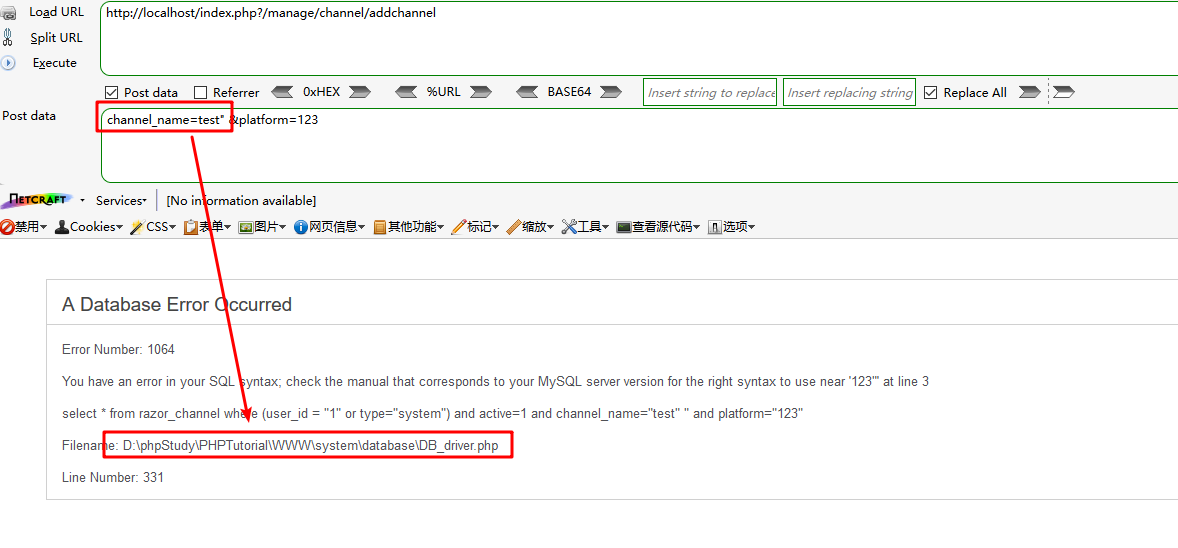 Load URL
http://localhost/index.php?/manage/channel/addchannel
Split URL
Execute
Post data Referrer 0xHEX %URL BASE64 Insert string to replace Insert replacing string Replace All
Post data
channel_name=test" &platform=123
NETCRAFT Services [No information available]
禁用 Cookies CSS 表单 图片 网页信息 其他功能 标记 缩放 工具 查看源代码 选项
A Database Error Occurred
Error Number: 1064
You have an error in your SQL syntax; check the manual that corresponds to your MySQL server version for the right syntax to use near '123"' at line 3
select * from razor_channel where (user_id = "1" or type="system") and active=1 and channel_name="test" " and platform="123"
Filename: D:\phpStudy\PHPTutorial\WWW\system\database\DB_driver.php
Line Number: 331